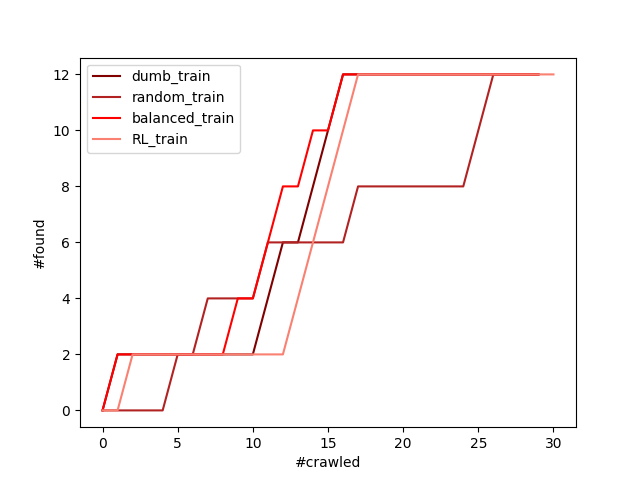 dumb_train
random_train
balanced_train
RL_train
12
10
8
6
4
2
0
#found
0 5 10 15 20 25 30
#crawled